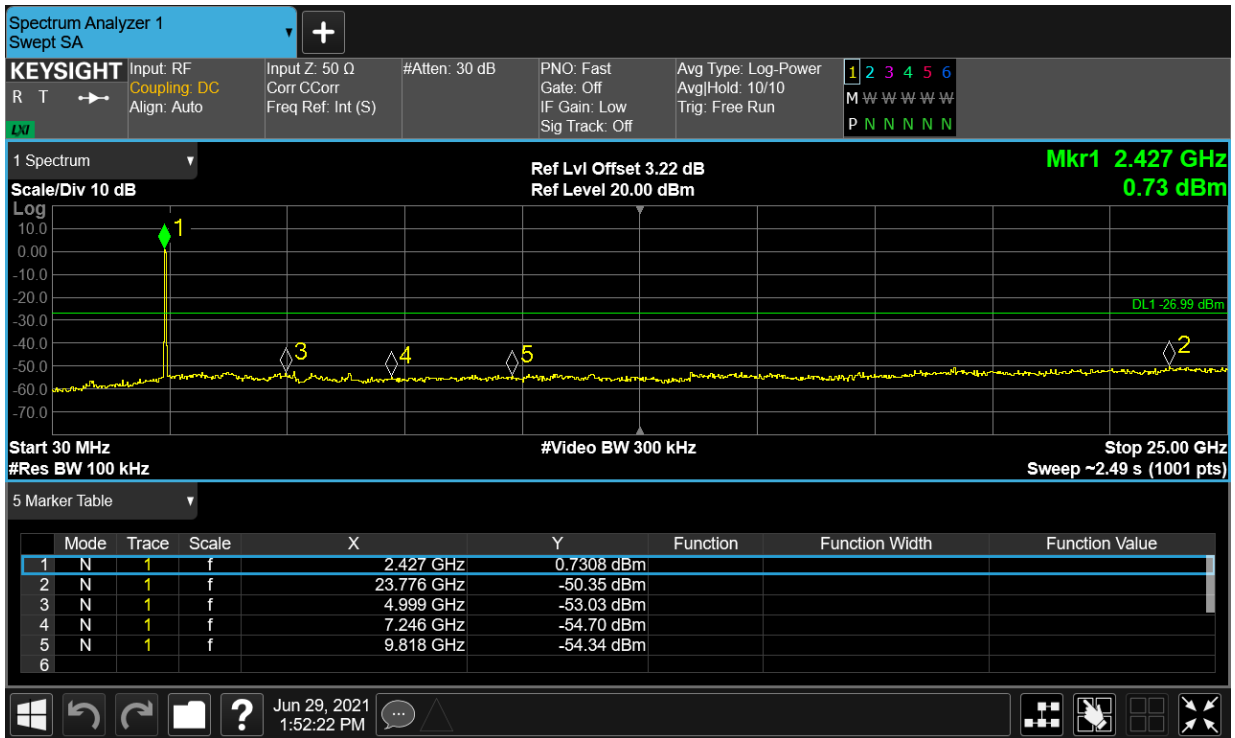 Spectrum Analyzer 1
Swept SA
KEYSIGHT
R T
LXI
Input: RF
Coupling: DC
Align: Auto
Input Z: 50 Ω
Corr CCorr
Freq Ref: Int (S)
#Atten: 30 dB
PNO: Fast
Gate: Off
IF Gain: Low
Sig Track: Off
Avg Type: Log-Power
Avg|Hold: 10/10
Trig: Free Run
1 2 3 4 5 6
M W W W W W
P N N N N N
1 Spectrum
Scale/Div 10 dB
Ref Lvl Offset 3.22 dB
Ref Level 20.00 dBm
Mkr1 2.427 GHz
0.73 dBm
Log
10.0
0.00
-10.0
-20.0
-30.0
-40.0
-50.0
-60.0
-70.0
1
DL1 -26.99 dBm
3
4
5
2
Start 30 MHz
#Res BW 100 kHz
#Video BW 300 kHz
Stop 25.00 GHz
Sweep ~2.49 s (1001 pts)
5 Marker Table
Mode Trace Scale X Y Function Function Width Function Value
1 N 1 f 2.427 GHz 0.7308 dBm
2 N 1 f 23.776 GHz -50.35 dBm
3 N 1 f 4.999 GHz -53.03 dBm
4 N 1 f 7.246 GHz -54.70 dBm
5 N 1 f 9.818 GHz -54.34 dBm
6
?
Jun 29, 2021
1:52:22 PM